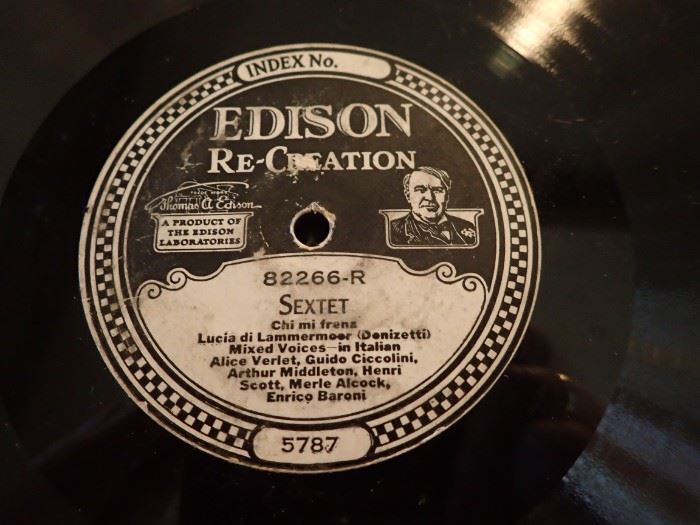 INDEX No.
EDISON
RE-CREATION
TRADE MARK
Thomas A Edison
A PRODUCT OF
THE EDISON
LABORATORIES
82266-R
SEXTET
Chi mi frena
Lucia di Lammermoor (Donizetti)
Mixed Voices—in Italian
Alice Verlet, Guido Ciccolini,
Arthur Middleton, Henri
Scott, Merle Alcock,
Enrico Baroni
5787